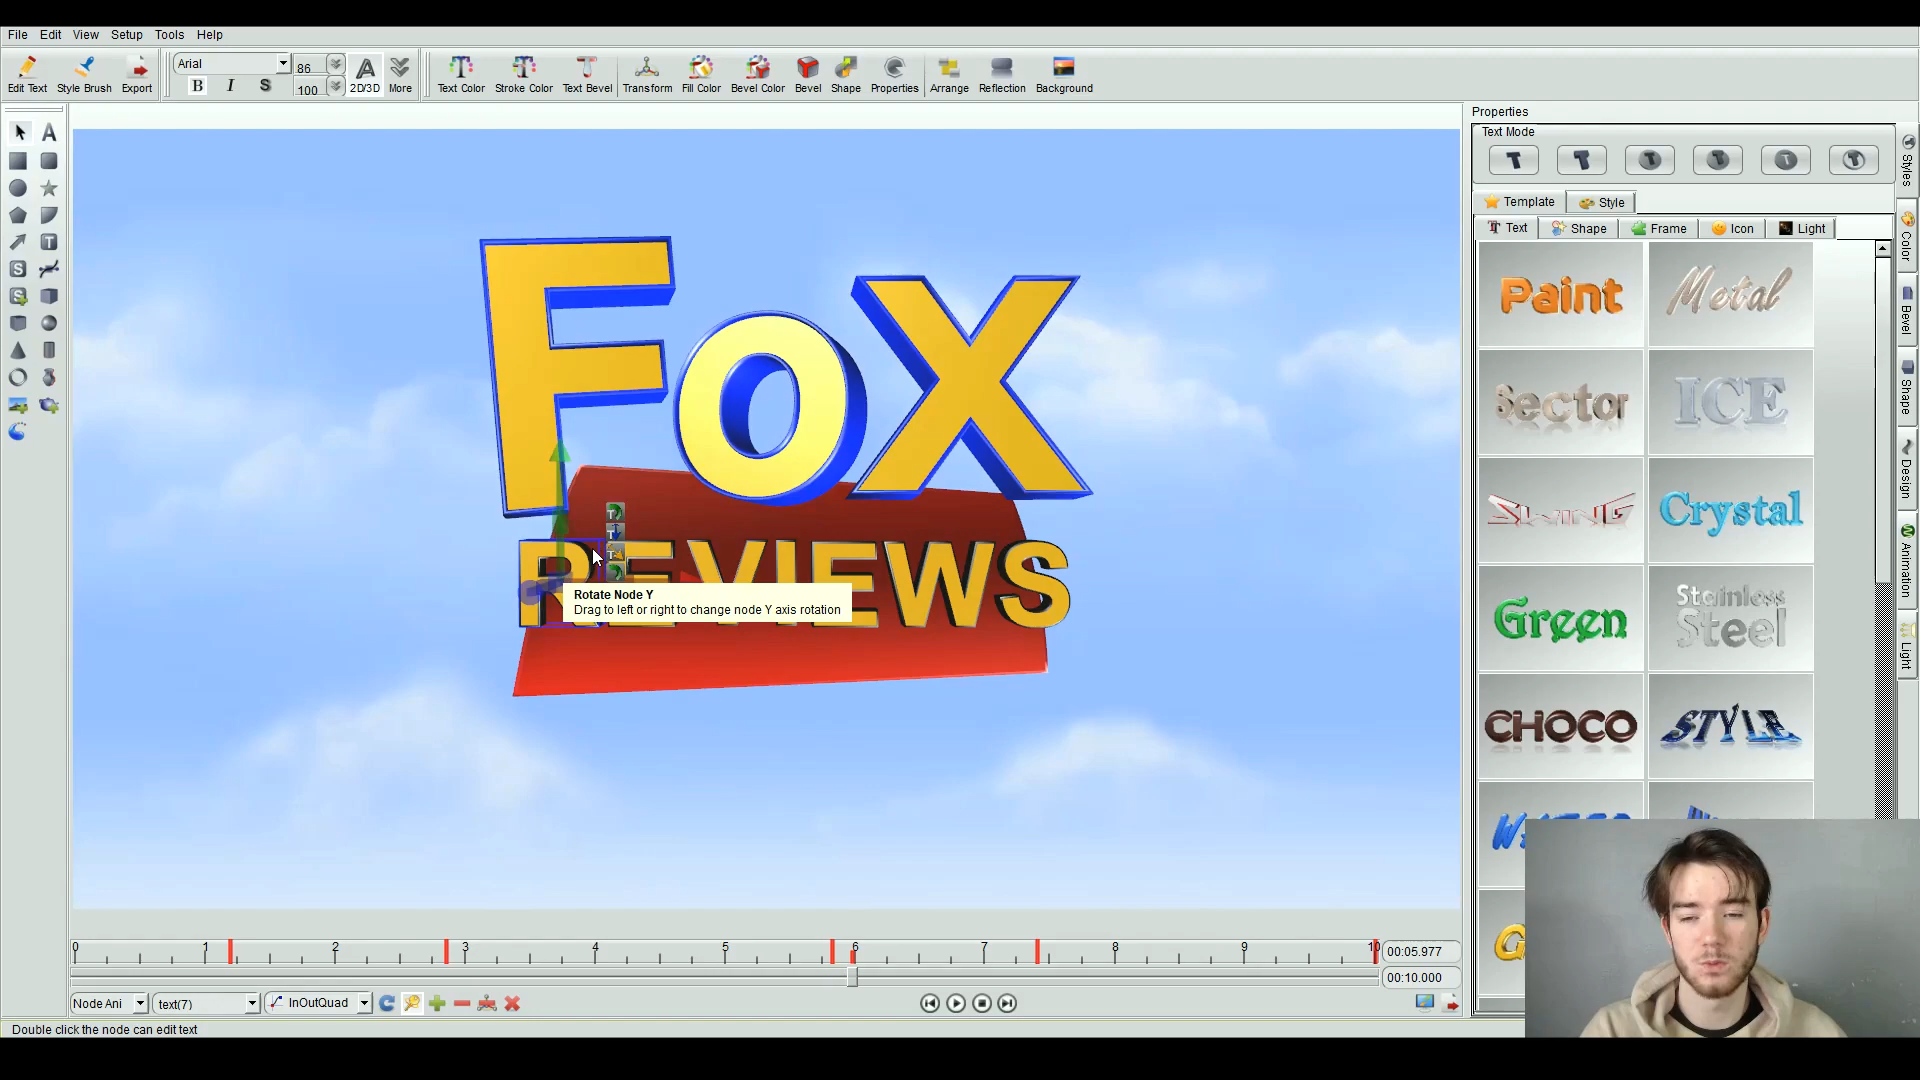 File Edit View Setup Tools Help
Arial
86
B I S
100
Edit Text
Style Brush
Export
2D/3D
More
Text Color
Stroke Color
Text Bevel
Transform
Fill Color
Bevel Color
Bevel
Shape
Properties
Arrange
Reflection
Background
Properties
Text Mode
Template
Style
Text
Shape
Frame
Icon
Light
Paint
Metal
Sector
ICE
SWING
Crystal
Green
Stainless
Steel
CHOCO
STYLE
Styles
Color
Bevel
Shape
Design
Animation
Light
FoX
REVIEWS
Rotate Node Y
Drag to left or right to change node Y axis rotation
0 1 2 3 4 5 6 7 8 9 10
00:05.977
00:10.000
Node Ani
text(7)
InOutQuad
Double click the node can edit text